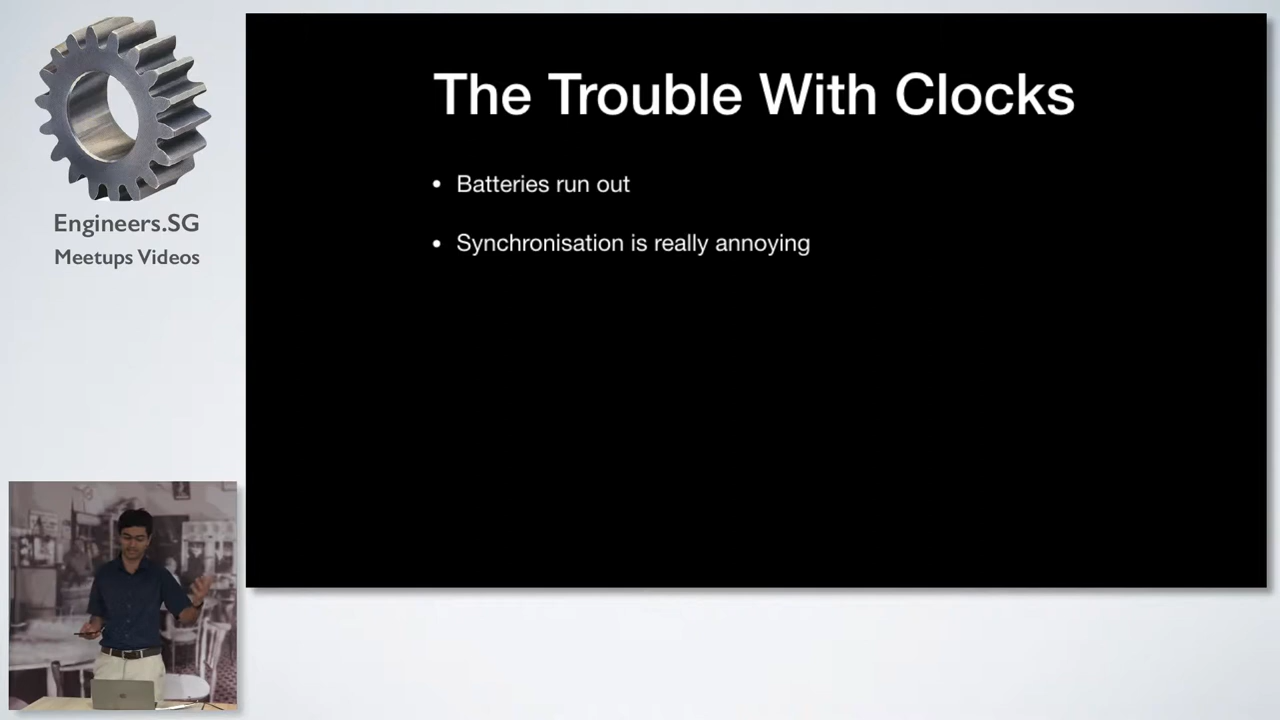 The Trouble With Clocks
• Batteries run out
• Synchronisation is really annoying
Engineers.SG
Meetups Videos